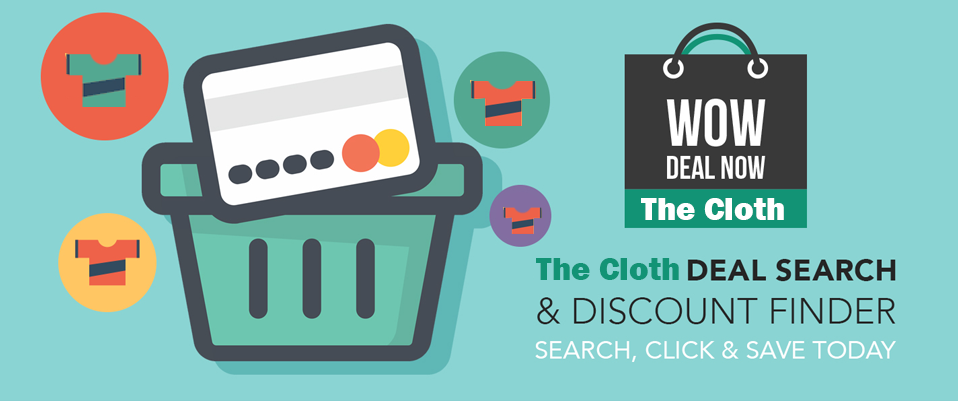 WOW
DEAL NOW
The Cloth
The Cloth DEAL SEARCH
& DISCOUNT FINDER
SEARCH, CLICK & SAVE TODAY